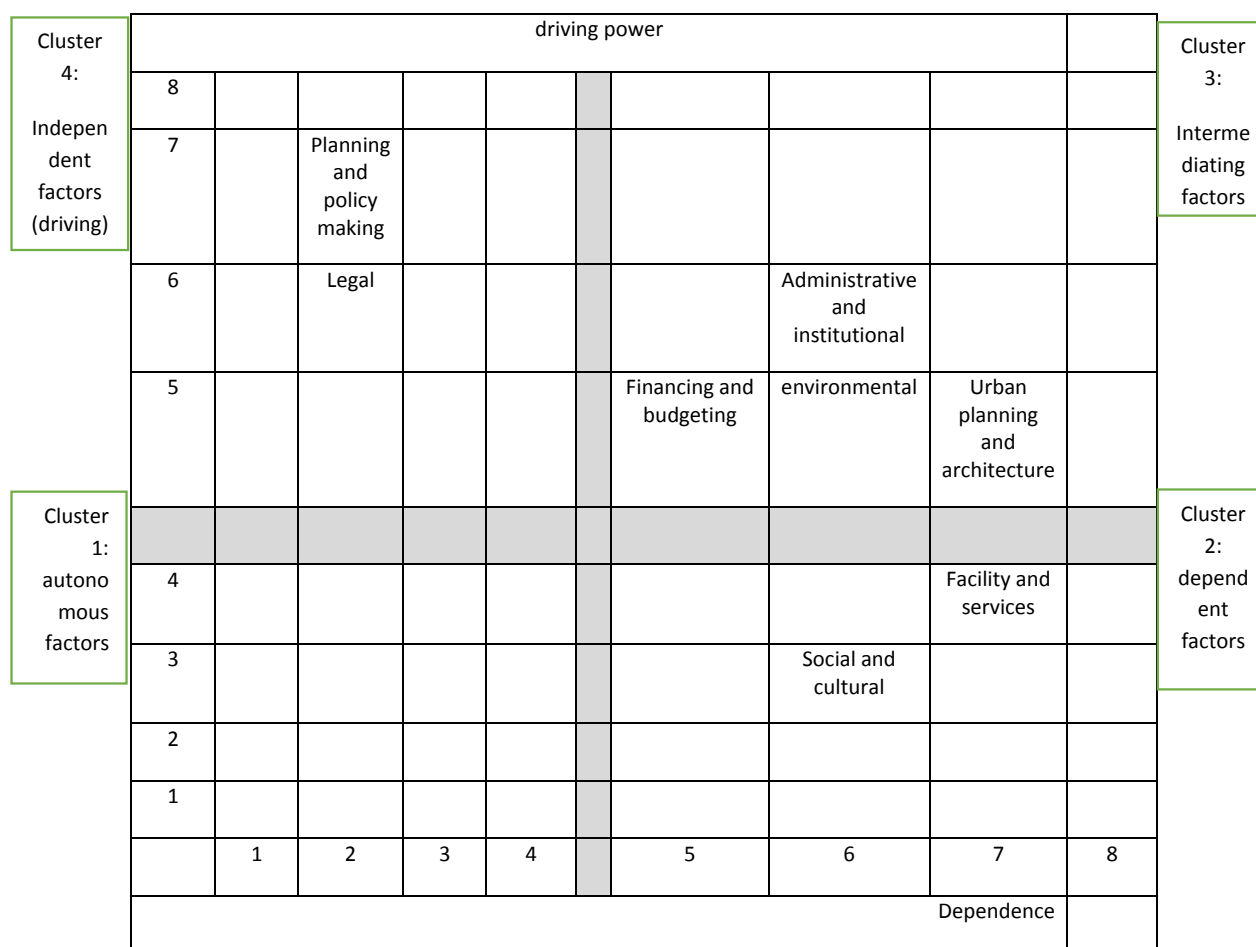 driving power
Cluster
4:
Indepen
dent
factors
(driving)
Cluster
3:
Interme
diating
factors
8
7
Planning
and
policy
making
6
Legal
Administrative
and
institutional
5
Financing and
budgeting
environmental
Urban
planning
and
architecture
Cluster
1:
autono
mous
factors
Cluster
2:
depend
ent
factors
4
Facility and
services
3
Social and
cultural
2
1
1 2 3 4 5 6 7 8
Dependence